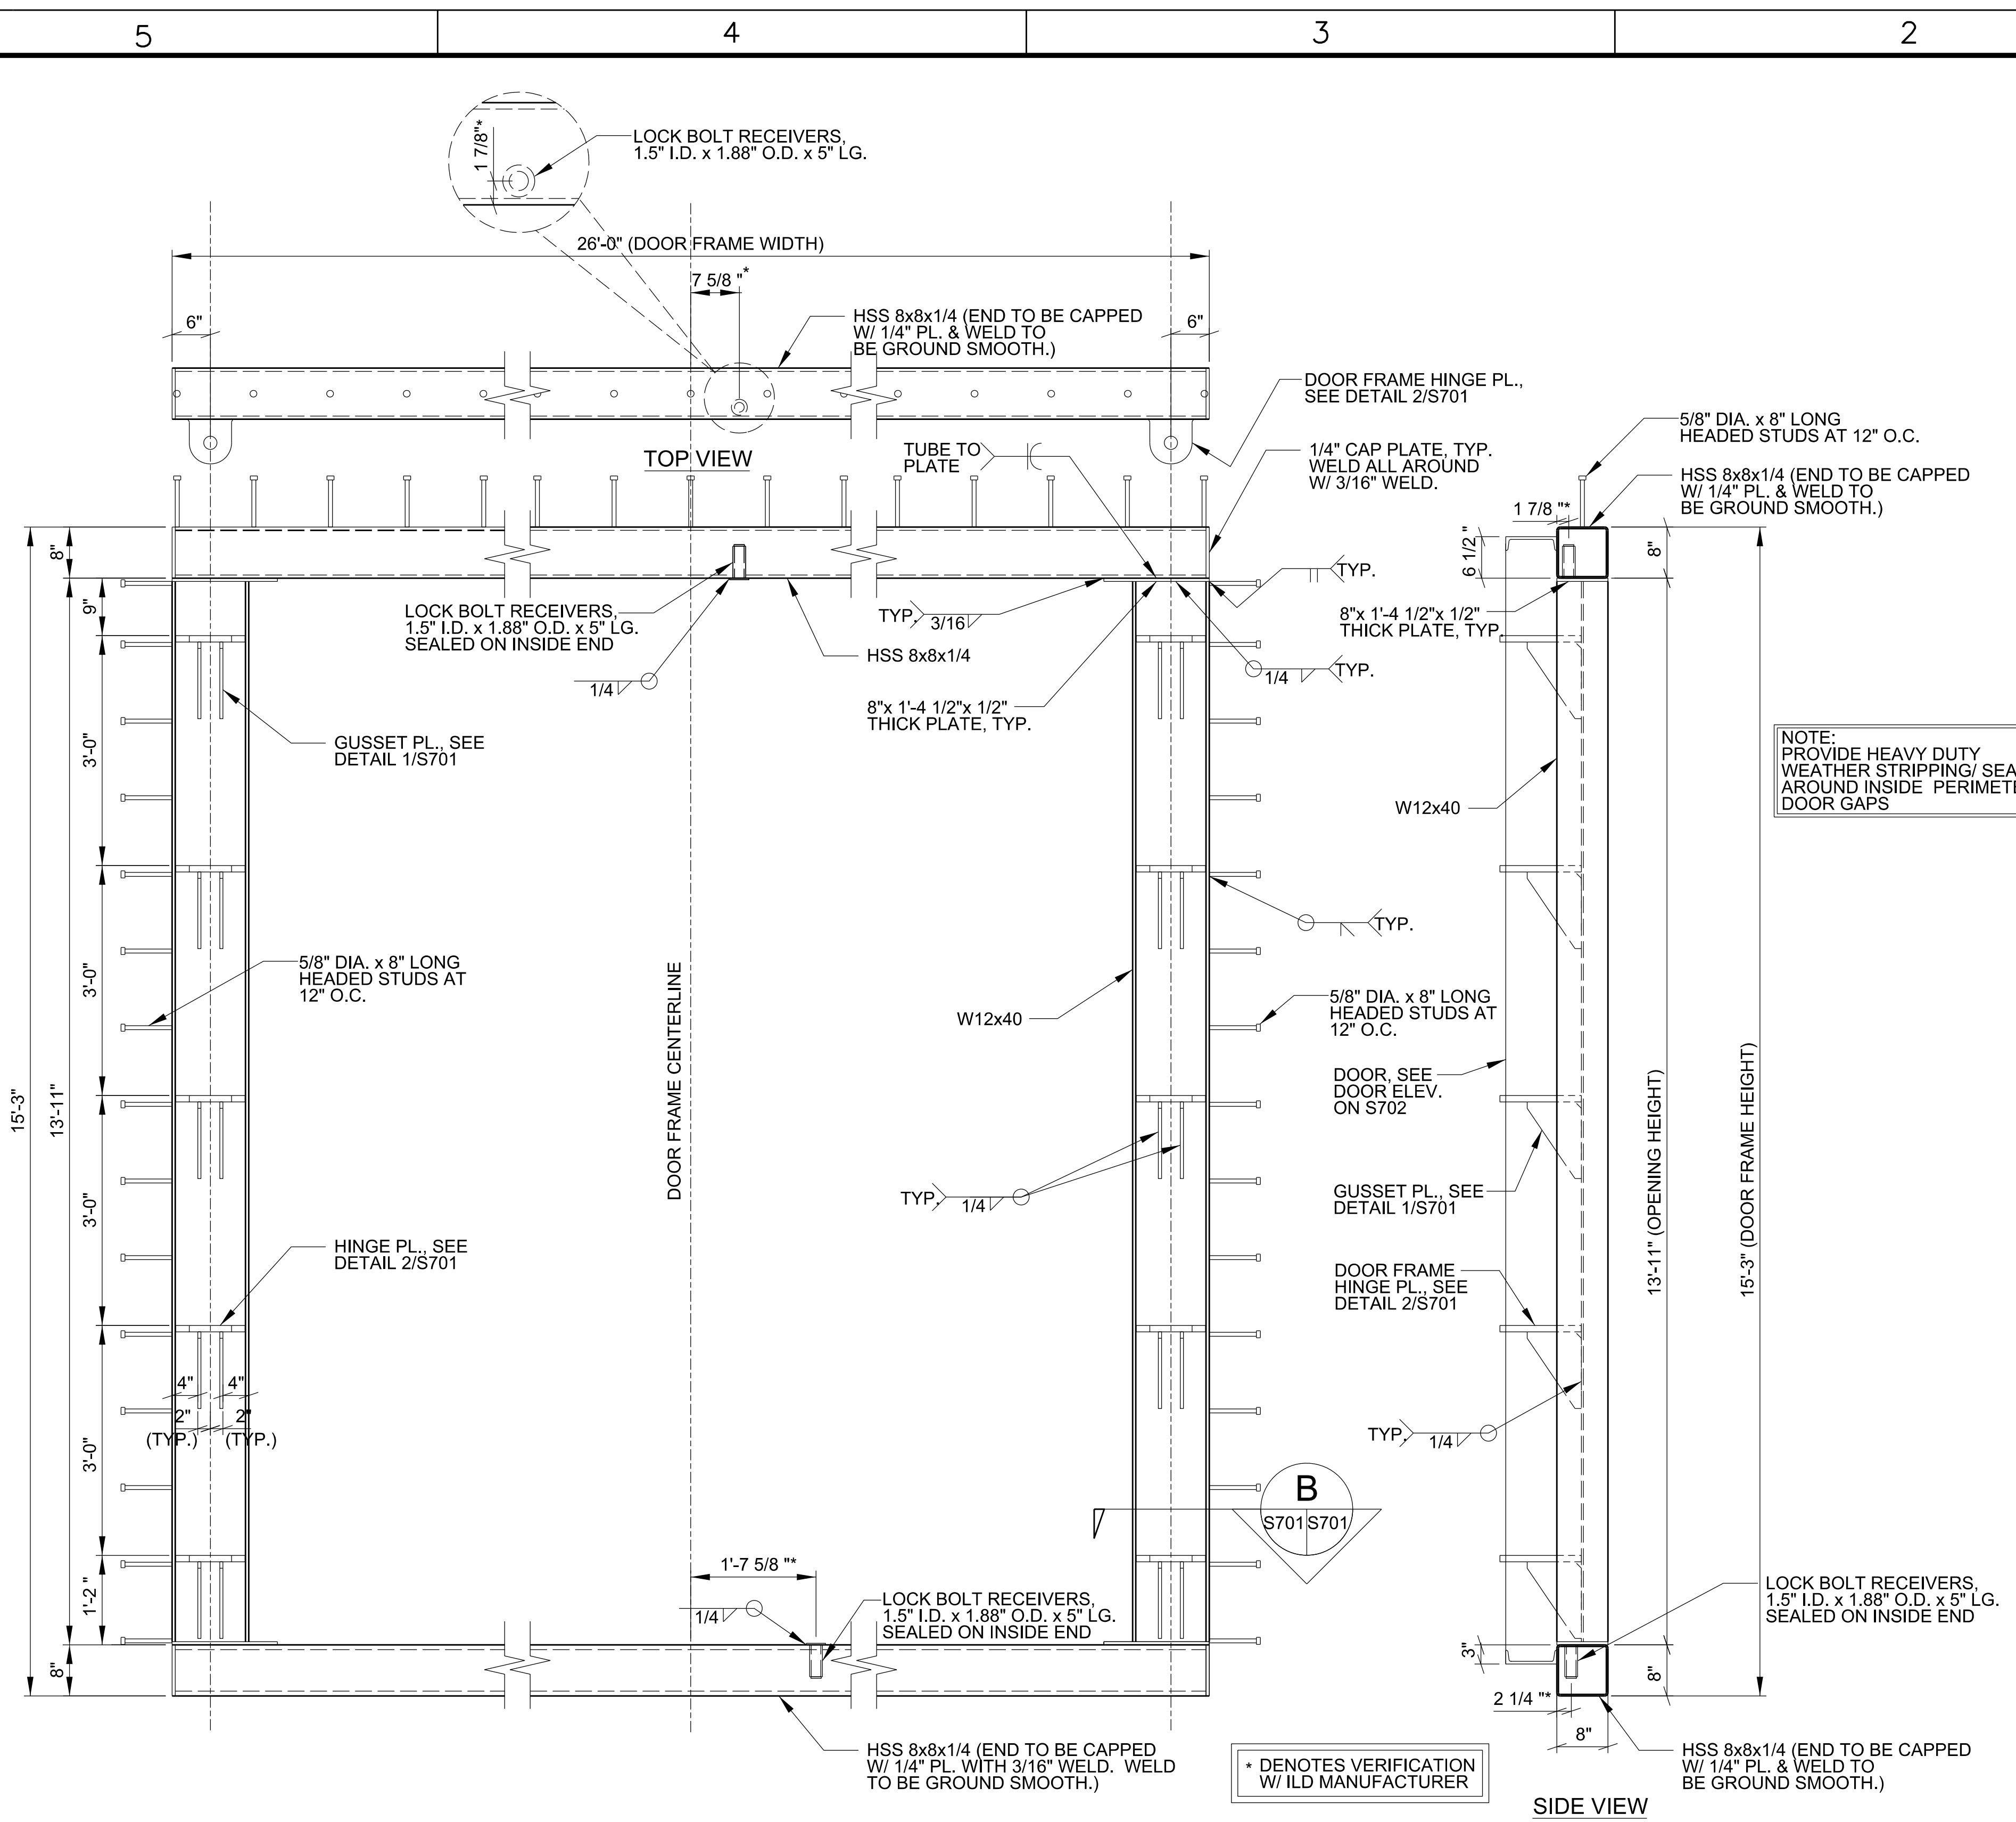 5
4
3
2
1 7/8"*
LOCK BOLT RECEIVERS,
1.5" I.D. x 1.88" O.D. x 5" LG.
26'-0" (DOOR FRAME WIDTH)
7 5/8 "*
6"
HSS 8x8x1/4 (END TO BE CAPPED
W/ 1/4" PL. & WELD TO
BE GROUND SMOOTH.)
6"
DOOR FRAME HINGE PL.,
SEE DETAIL 2/S701
TOP VIEW
TUBE TO
PLATE
1/4" CAP PLATE, TYP.
WELD ALL AROUND
W/ 3/16" WELD.
5/8" DIA. x 8" LONG
HEADED STUDS AT 12" O.C.
HSS 8x8x1/4 (END TO BE CAPPED
W/ 1/4" PL. & WELD TO
BE GROUND SMOOTH.)
1 7/8 "*
6 1/2 "
8"
8"
9"
3'-0"
3'-0"
3'-0"
3'-0"
1'-2 "
8"
15'-3"
13'-11"
LOCK BOLT RECEIVERS,
1.5" I.D. x 1.88" O.D. x 5" LG.
SEALED ON INSIDE END
1/4
TYP.
3/16
HSS 8x8x1/4
8"x 1'-4 1/2"x 1/2"
THICK PLATE, TYP.
TYP.
1/4
TYP.
8"x 1'-4 1/2"x 1/2"
THICK PLATE, TYP.
GUSSET PL., SEE
DETAIL 1/S701
W12x40
NOTE:
PROVIDE HEAVY DUTY
WEATHER STRIPPING/ SEA
AROUND INSIDE PERIMETE
DOOR GAPS
TYP.
5/8" DIA. x 8" LONG
HEADED STUDS AT
12" O.C.
DOOR FRAME CENTERLINE
W12x40
5/8" DIA. x 8" LONG
HEADED STUDS AT
12" O.C.
DOOR, SEE
DOOR ELEV.
ON S702
TYP.
1/4
GUSSET PL., SEE
DETAIL 1/S701
13'-11" (OPENING HEIGHT)
15'-3" (DOOR FRAME HEIGHT)
HINGE PL., SEE
DETAIL 2/S701
DOOR FRAME
HINGE PL., SEE
DETAIL 2/S701
4"
4"
2"
2"
(TYP.)
(TYP.)
TYP.
1/4
B
S701
S701
1'-7 5/8 "*
1/4
LOCK BOLT RECEIVERS,
1.5" I.D. x 1.88" O.D. x 5" LG.
SEALED ON INSIDE END
LOCK BOLT RECEIVERS,
1.5" I.D. x 1.88" O.D. x 5" LG.
SEALED ON INSIDE END
3"
8"
2 1/4 "*
8"
HSS 8x8x1/4 (END TO BE CAPPED
W/ 1/4" PL. WITH 3/16" WELD. WELD
TO BE GROUND SMOOTH.)
* DENOTES VERIFICATION
W/ ILD MANUFACTURER
HSS 8x8x1/4 (END TO BE CAPPED
W/ 1/4" PL. & WELD TO
BE GROUND SMOOTH.)
SIDE VIEW